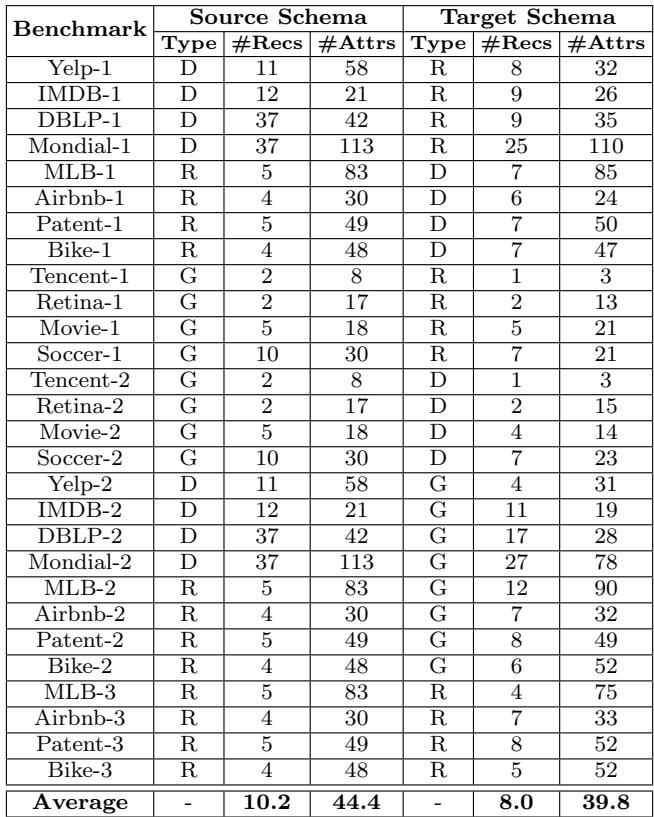 Benchmark Source Schema Target Schema
Type #Recs #Attrs Type #Recs #Attrs
Yelp-1 D 11 58 R 8 32
IMDB-1 D 12 21 R 9 26
DBLP-1 D 37 42 R 9 35
Mondial-1 D 37 113 R 25 110
MLB-1 R 5 83 D 7 85
Airbnb-1 R 4 30 D 6 24
Patent-1 R 5 49 D 7 50
Bike-1 R 4 48 D 7 47
Tencent-1 G 2 8 R 1 3
Retina-1 G 2 17 R 2 13
Movie-1 G 5 18 R 5 21
Soccer-1 G 10 30 R 7 21
Tencent-2 G 2 8 D 1 3
Retina-2 G 2 17 D 2 15
Movie-2 G 5 18 D 4 14
Soccer-2 G 10 30 D 7 23
Yelp-2 D 11 58 G 4 31
IMDB-2 D 12 21 G 11 19
DBLP-2 D 37 42 G 17 28
Mondial-2 D 37 113 G 27 78
MLB-2 R 5 83 G 12 90
Airbnb-2 R 4 30 G 7 32
Patent-2 R 5 49 G 8 49
Bike-2 R 4 48 G 6 52
MLB-3 R 5 83 R 4 75
Airbnb-3 R 4 30 R 7 33
Patent-3 R 5 49 R 8 52
Bike-3 R 4 48 R 5 52
Average - 10.2 44.4 - 8.0 39.8